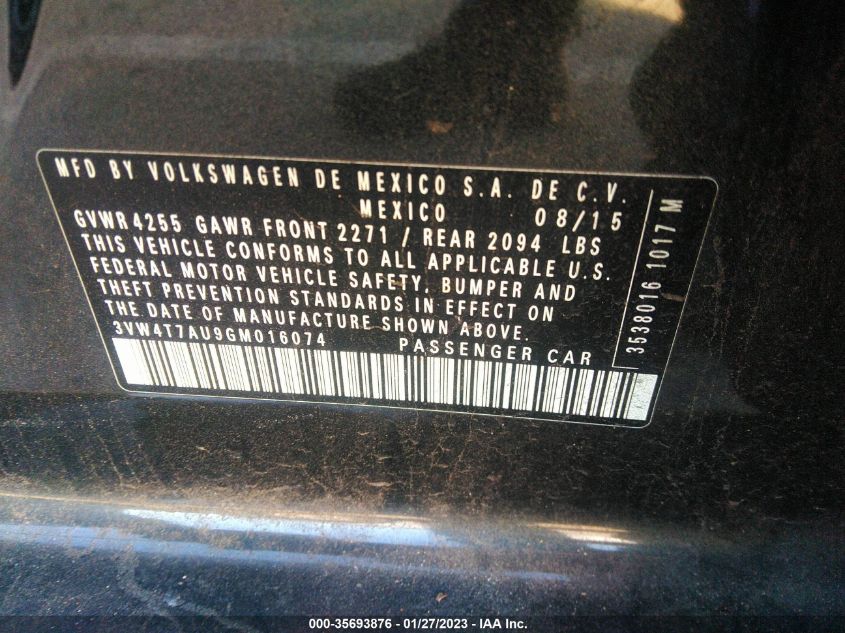 MFD BY VOLKSWAGEN DE MEXICO S.A. DE C.V.
MEXICO 08/15
GVWR 4255 GAWR FRONT 2271 / REAR 2094 LBS
THIS VEHICLE CONFORMS TO ALL APPLICABLE U.S.
FEDERAL MOTOR VEHICLE SAFETY, BUMPER AND
THEFT PREVENTION STANDARDS IN EFFECT ON
THE DATE OF MANUFACTURE SHOWN ABOVE.
3VW4T7AU9GM016074 PASSENGER CAR
3538016 1017 M
000-35693876 - 01/27/2023 - IAA Inc.